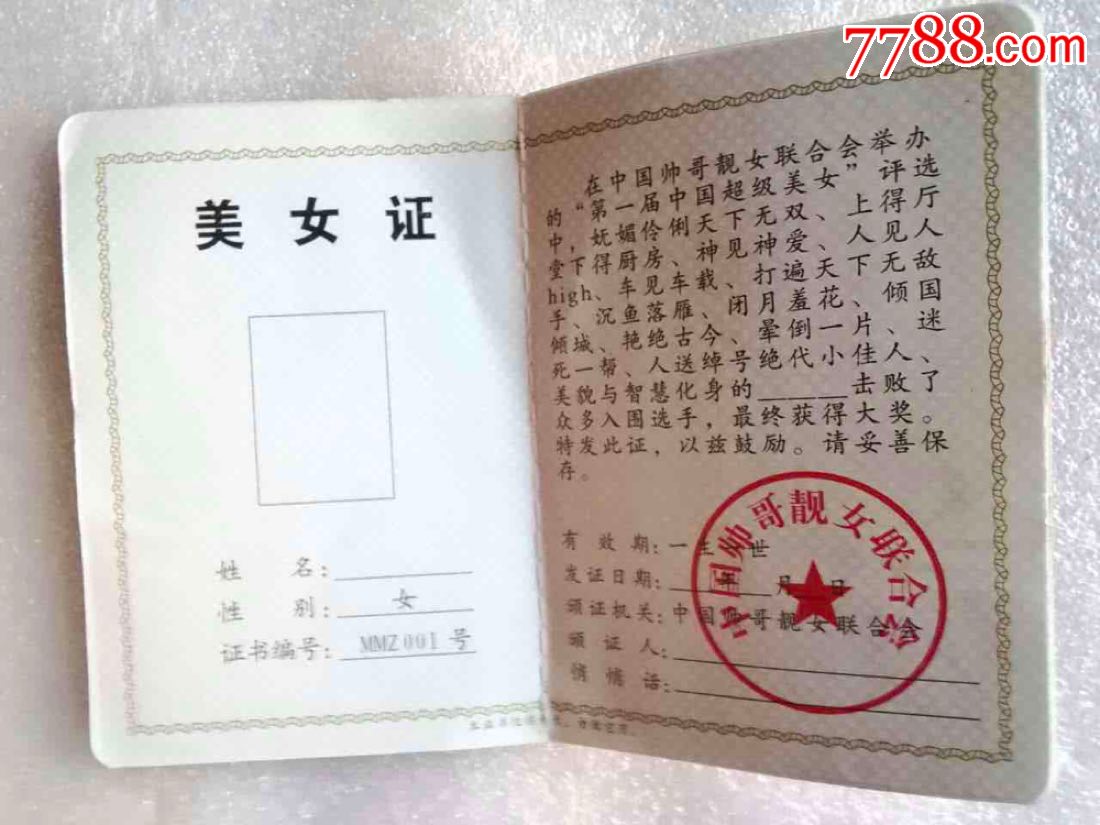 7788.com
美女证
姓 名:
性 别: 女
证书编号: MMZ001 号
在中国帅哥靓女联合会举办
的“第一届中国超级美女”评选
中，妩媚伶俐天下无双、上得厅
堂下得厨房、神见神爱、人见人
high、车见车载、打遍天下无敌
手、沉鱼落雁、闭月羞花、倾国
倾城、艳绝古今、晕倒一片、迷
死一帮、人送绰号绝代小佳人、
美貌与智慧化身的______击败了
众多入围选手，最终获得大奖。
特发此证，以兹鼓励。请妥善保
存。
有 效 期: 一生一世
发证日期: 年 月 日
颁证机关: 中国帅哥靓女联合会
颁 证 人:
悄 悄 话:
中国帅哥靓女联合会